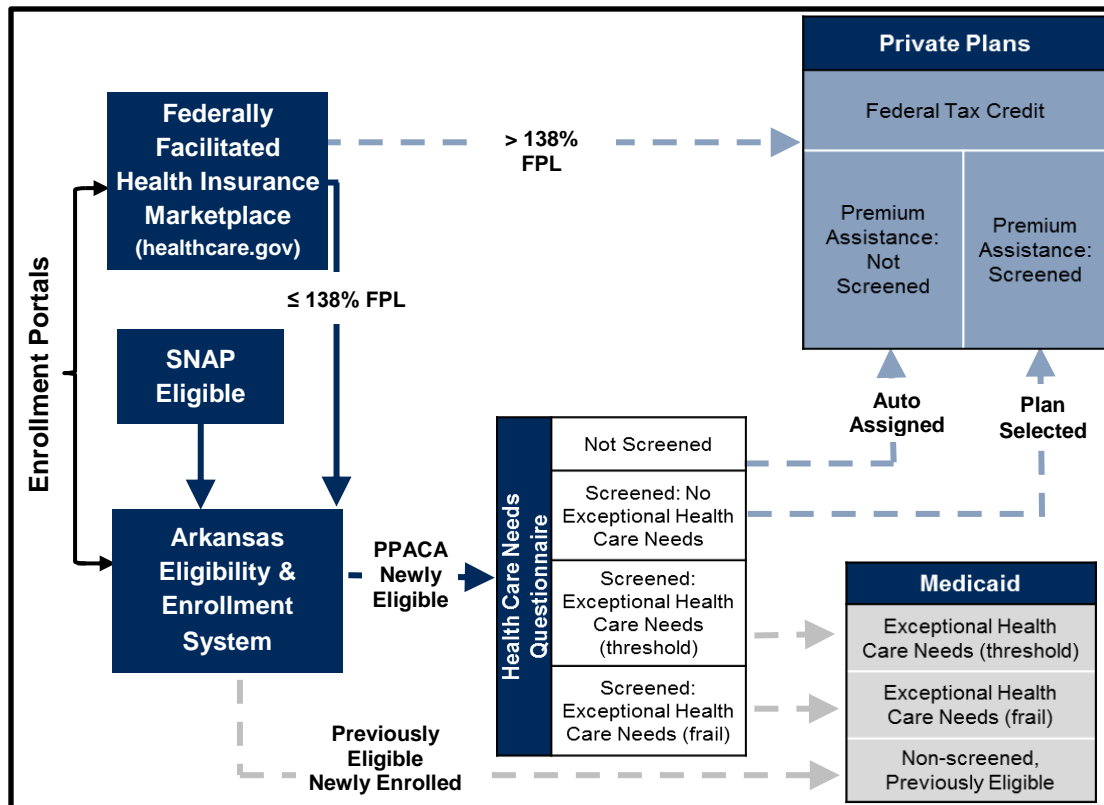 Enrollment Portals
Federally
Facilitated
Health Insurance
Marketplace
(healthcare.gov)
> 138%
FPL
≤ 138% FPL
SNAP
Eligible
Arkansas
Eligibility &
Enrollment
System
PPACA
Newly
Eligible
Previously
Eligible
Newly Enrolled
Health Care Needs
Questionnaire
Not Screened
Screened: No
Exceptional Health
Care Needs
Screened:
Exceptional Health
Care Needs
(threshold)
Screened:
Exceptional Health
Care Needs (frail)
Auto
Assigned
Plan
Selected
Private Plans
Federal Tax Credit
Premium
Assistance:
Not
Screened
Premium
Assistance:
Screened
Medicaid
Exceptional Health
Care Needs (threshold)
Exceptional Health
Care Needs (frail)
Non-screened,
Previously Eligible